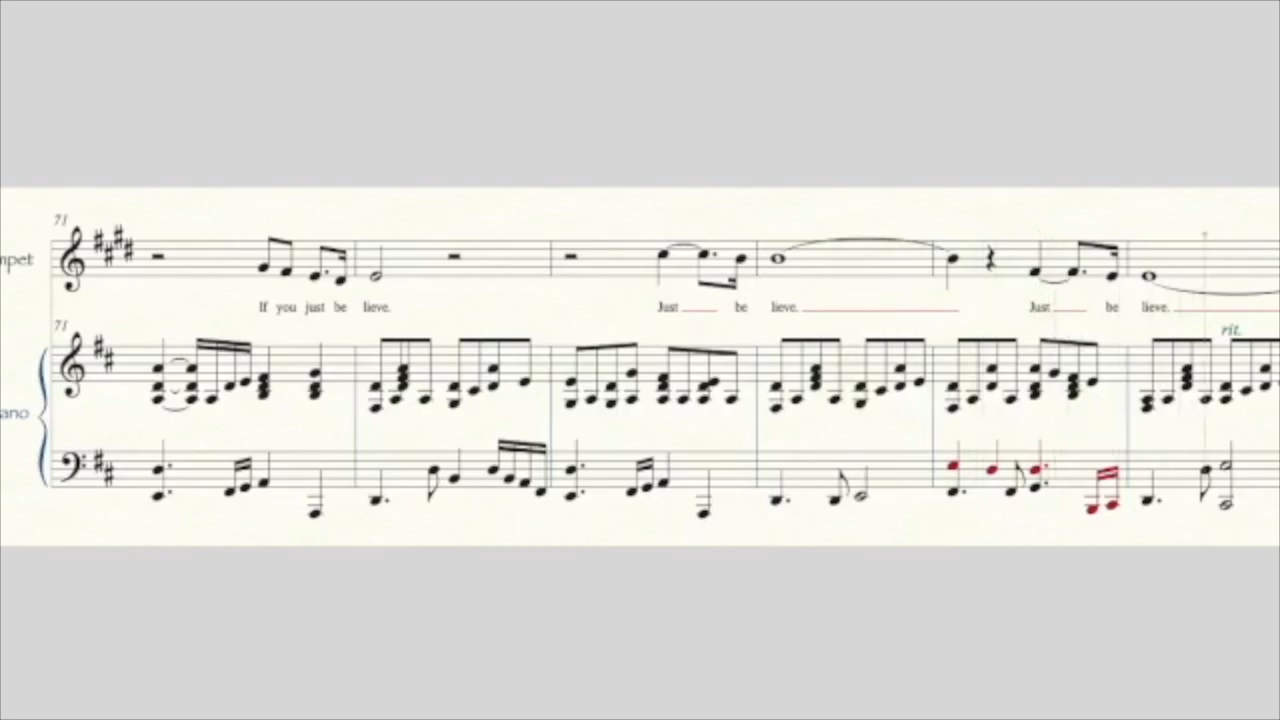 71
mpet
If you just be lieve. Just be lieve. Just be lieve.
71
rit.
ano